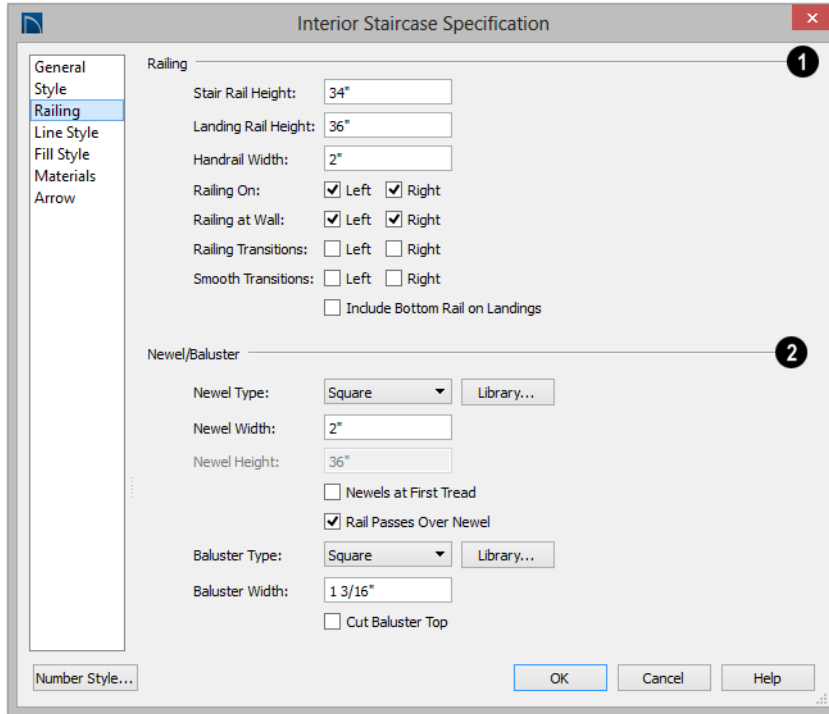 Interior Staircase Specification
General
Style
Railing
Line Style
Fill Style
Materials
Arrow
Railing
1
Stair Rail Height: 34"
Landing Rail Height: 36"
Handrail Width: 2"
Railing On: Left Right
Railing at Wall: Left Right
Railing Transitions: Left Right
Smooth Transitions: Left Right
Include Bottom Rail on Landings
Newel/Baluster
2
Newel Type: Square Library...
Newel Width: 2"
Newel Height: 36"
Newels at First Tread
Rail Passes Over Newel
Baluster Type: Square Library...
Baluster Width: 1 3/16"
Cut Baluster Top
Number Style... OK Cancel Help